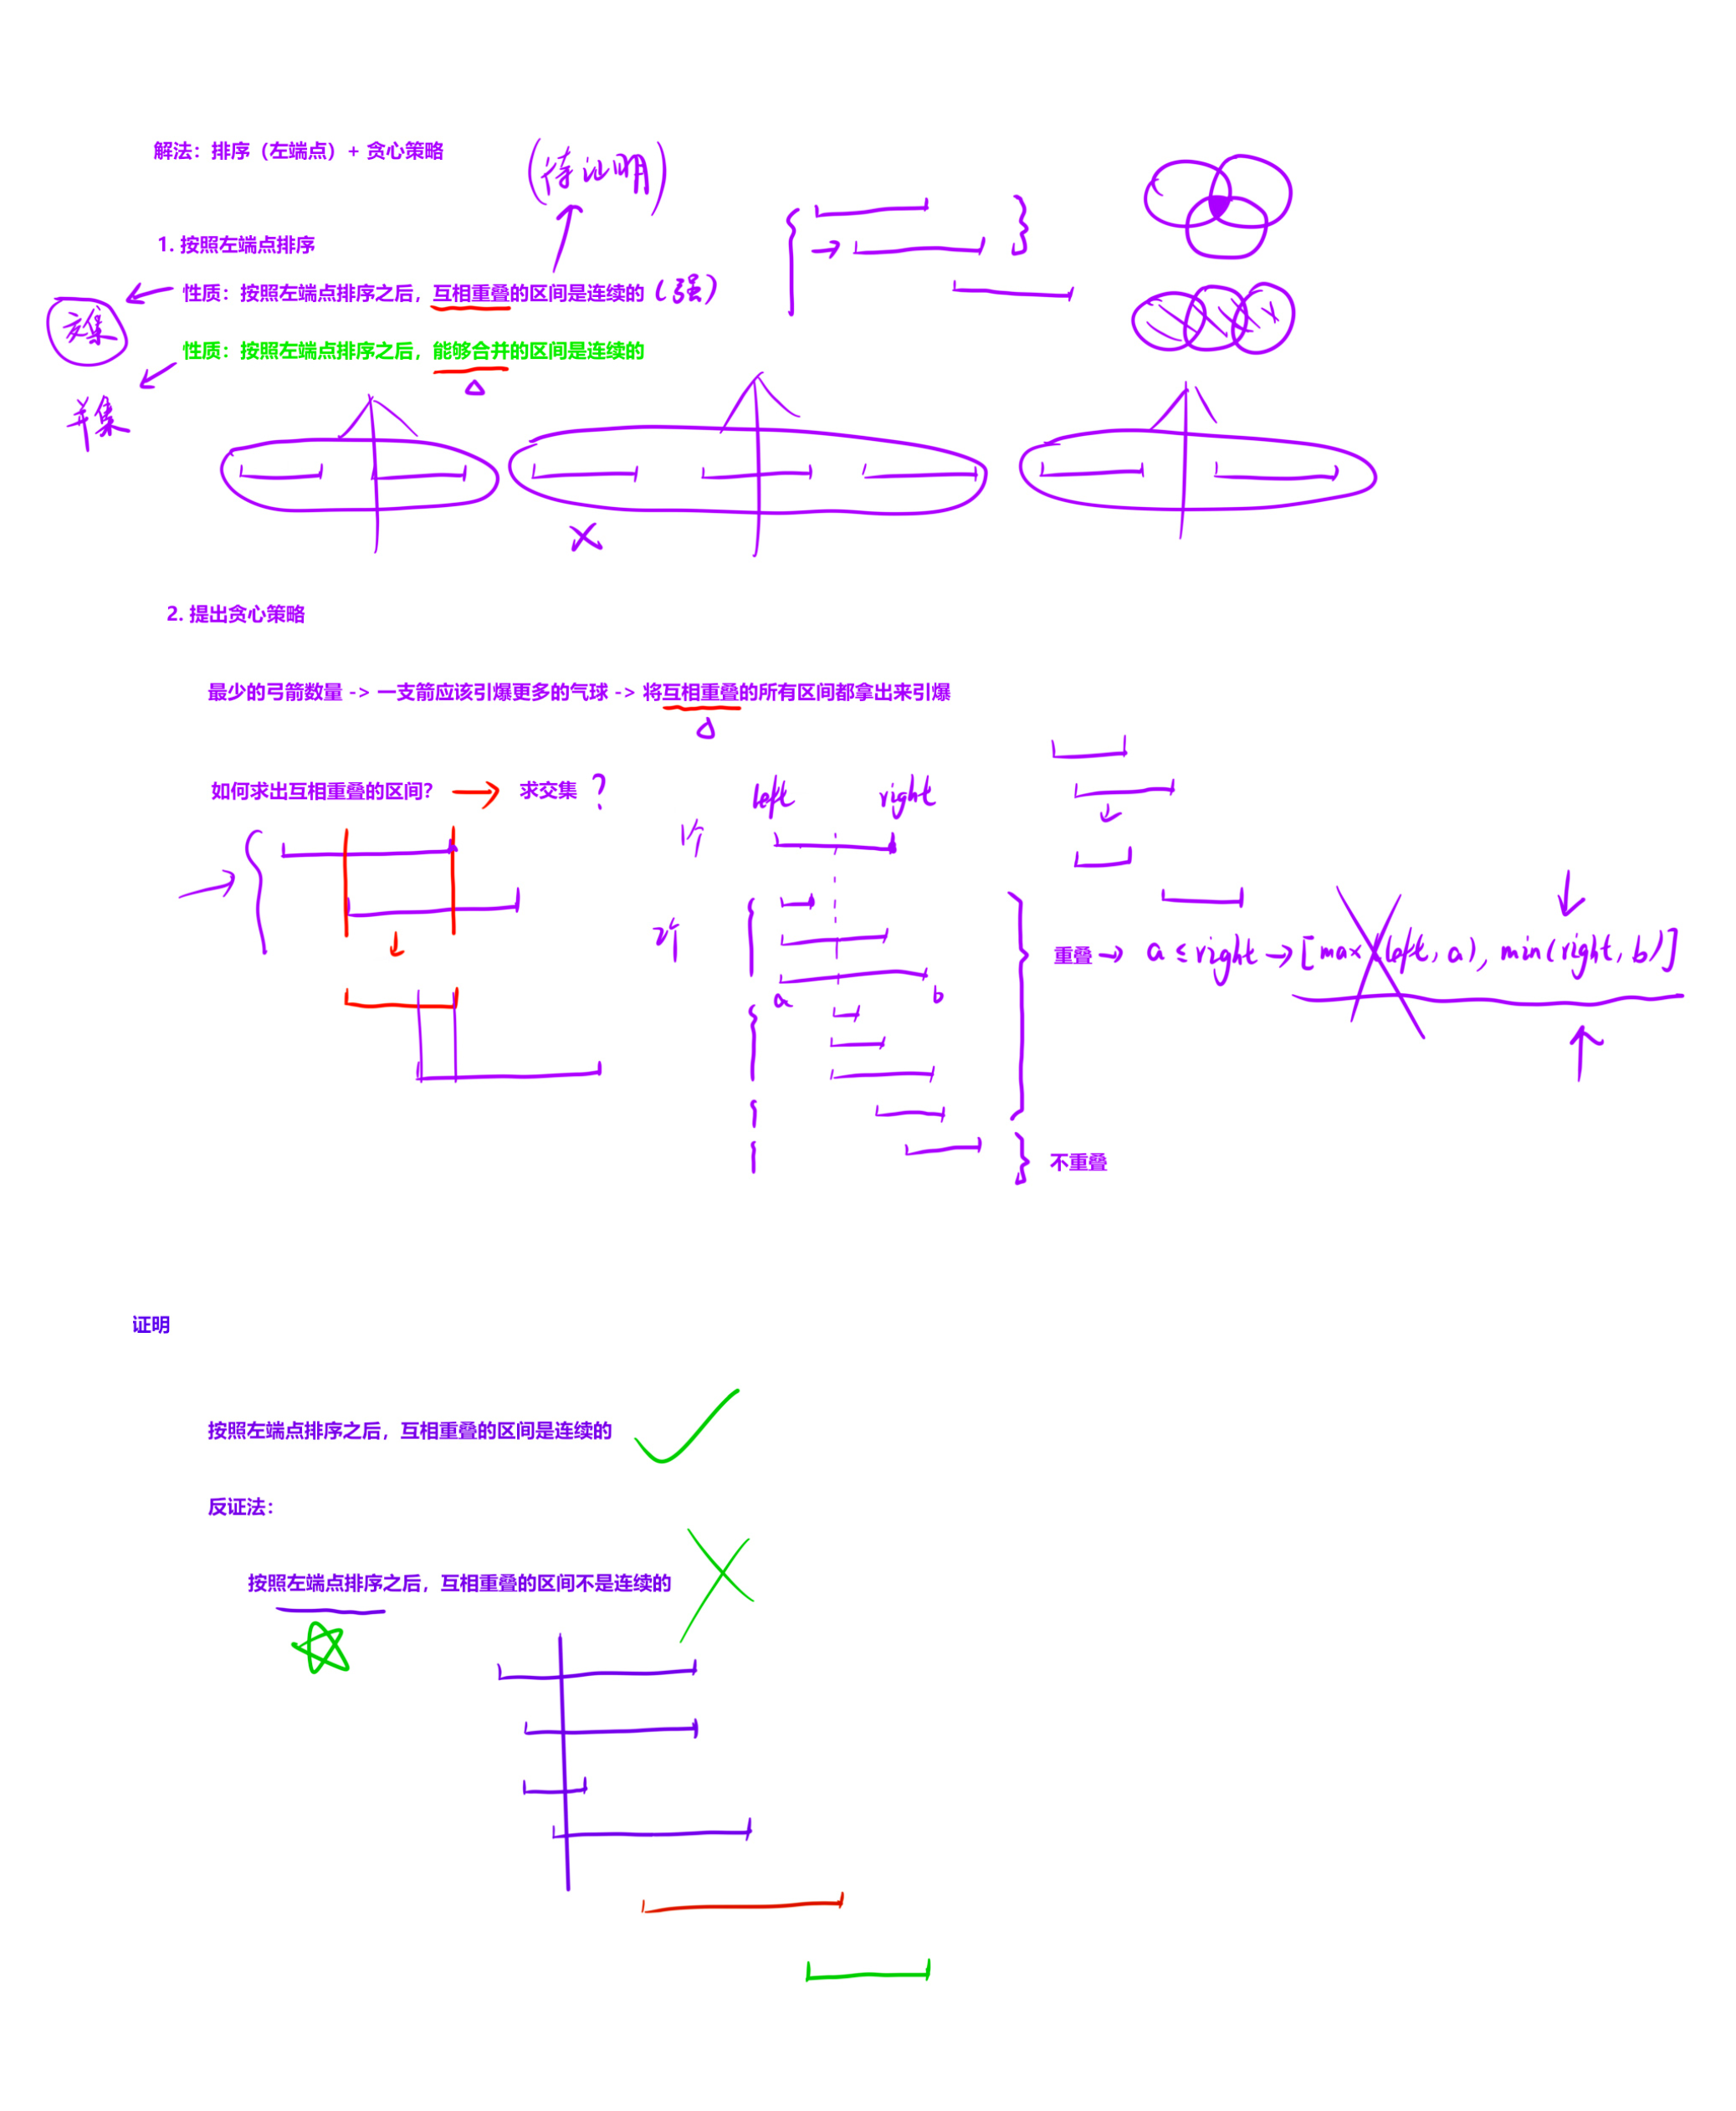 解法：排序（左端点）+ 贪心策略
(待证明)
1. 按照左端点排序
性质：按照左端点排序之后，互相重叠的区间是连续的 (强)
交集
性质：按照左端点排序之后，能够合并的区间是连续的
并集
2. 提出贪心策略
最少的弓箭数量 -> 一支箭应该引爆更多的气球 -> 将互相重叠的所有区间都拿出来引爆
如何求出互相重叠的区间？ 求交集 ?
left right
重叠 → a ≤ right → [max(left, a), min(right, b)]
a b
不重叠
证明
按照左端点排序之后，互相重叠的区间是连续的
反证法：
按照左端点排序之后，互相重叠的区间不是连续的